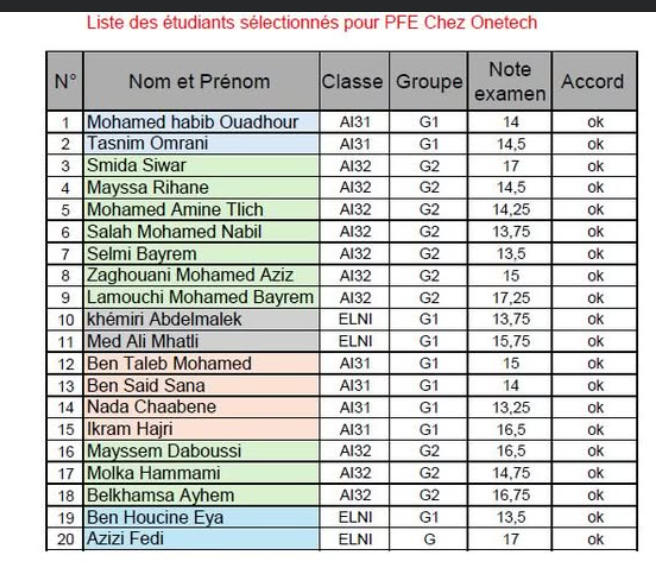 Liste des étudiants sélectionnés pour PFE Chez Onetech
N° Nom et Prénom Classe Groupe Note examen Accord
1 Mohamed habib Ouadhour AI31 G1 14 ok
2 Tasnim Omrani AI31 G1 14,5 ok
3 Smida Siwar AI32 G2 17 ok
4 Mayssa Rihane AI32 G2 14,5 ok
5 Mohamed Amine Tlich AI32 G2 14,25 ok
6 Salah Mohamed Nabil AI32 G2 13,75 ok
7 Selmi Bayrem AI32 G2 13,5 ok
8 Zaghouani Mohamed Aziz AI32 G2 15 ok
9 Lamouchi Mohamed Bayrem AI32 G2 17,25 ok
10 khémiri Abdelmalek ELNI G1 13,75 ok
11 Med Ali Mhatli ELNI G1 15,75 ok
12 Ben Taleb Mohamed AI31 G1 15 ok
13 Ben Said Sana AI31 G1 14 ok
14 Nada Chaabene AI31 G1 13,25 ok
15 Ikram Hajri AI31 G1 16,5 ok
16 Mayssem Daboussi AI32 G2 16,5 ok
17 Molka Hammami AI32 G2 14,75 ok
18 Belkhamsa Ayhem AI32 G2 16,75 ok
19 Ben Houcine Eya ELNI G1 13,5 ok
20 Azizi Fedi ELNI G 17 ok